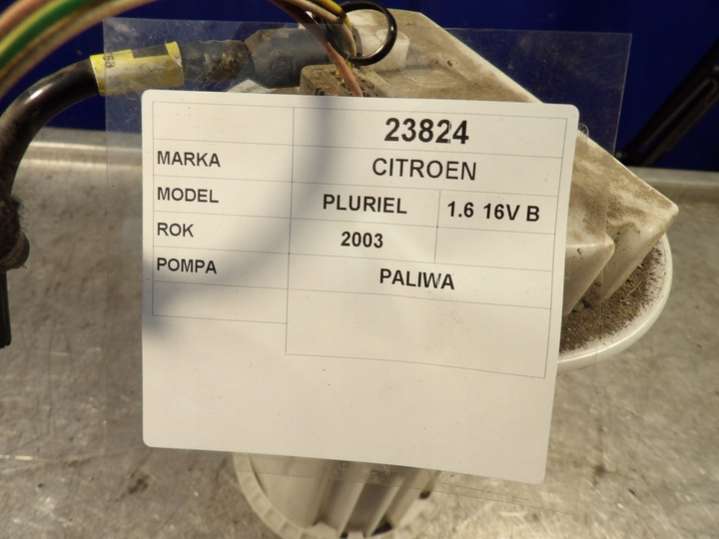 23824
MARKA CITROEN
MODEL PLURIEL 1.6 16V B
ROK 2003
POMPA PALIWA